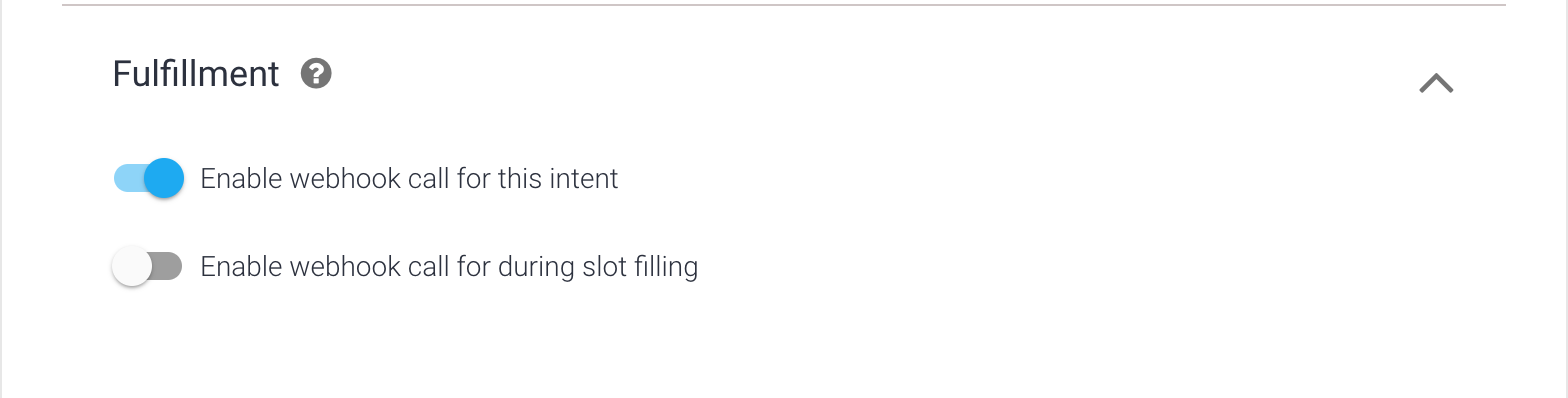 Fulfillment ?
Enable webhook call for this intent
Enable webhook call for during slot filling